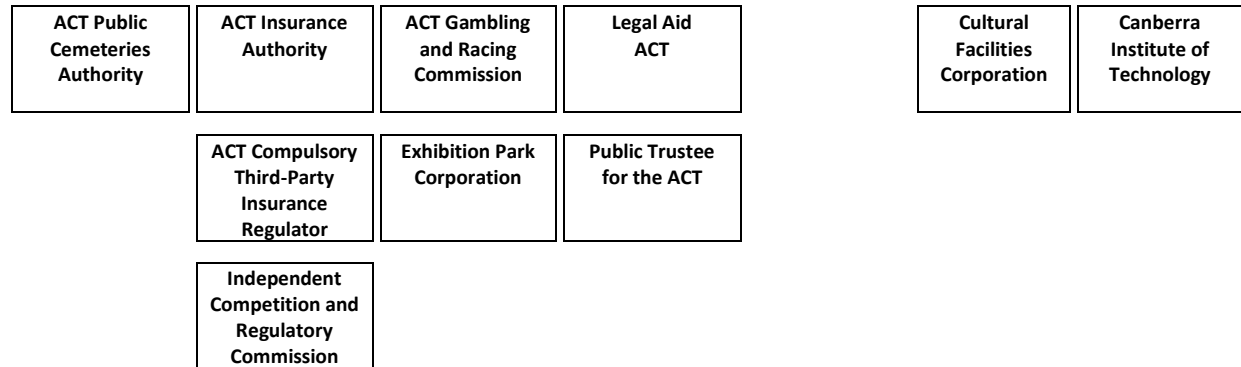 ACT Public
Cemeteries
Authority
ACT Insurance
Authority
ACT Gambling
and Racing
Commission
Legal Aid
ACT
Cultural
Facilities
Corporation
Canberra
Institute of
Technology
ACT Compulsory
Third-Party
Insurance
Regulator
Exhibition Park
Corporation
Public Trustee
for the ACT
Independent
Competition and
Regulatory
Commission